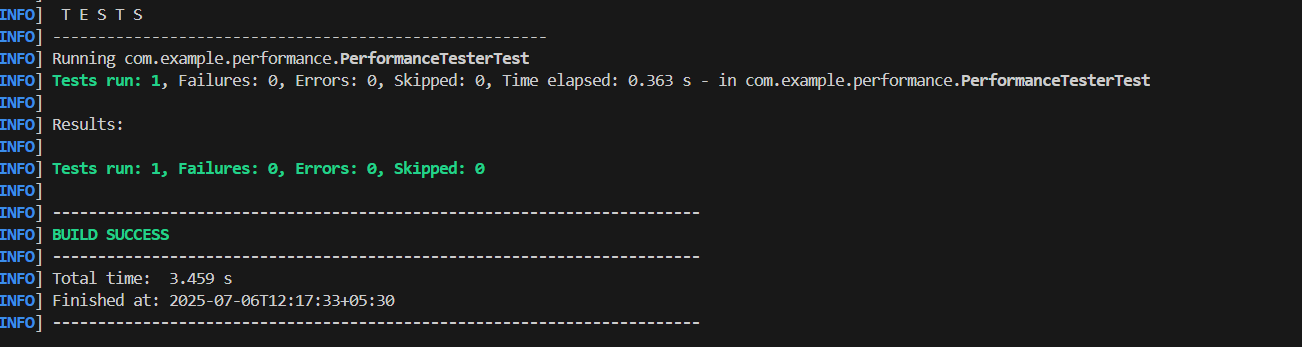 INFO]  T E S T S
INFO] -------------------------------------------------------
INFO] Running com.example.performance.PerformanceTesterTest
INFO] Tests run: 1, Failures: 0, Errors: 0, Skipped: 0, Time elapsed: 0.363 s - in com.example.performance.PerformanceTesterTest
INFO]
INFO] Results:
INFO]
INFO] Tests run: 1, Failures: 0, Errors: 0, Skipped: 0
INFO]
INFO] ------------------------------------------------------------------------
INFO] BUILD SUCCESS
INFO] ------------------------------------------------------------------------
INFO] Total time:  3.459 s
INFO] Finished at: 2025-07-06T12:17:33+05:30
INFO] ------------------------------------------------------------------------